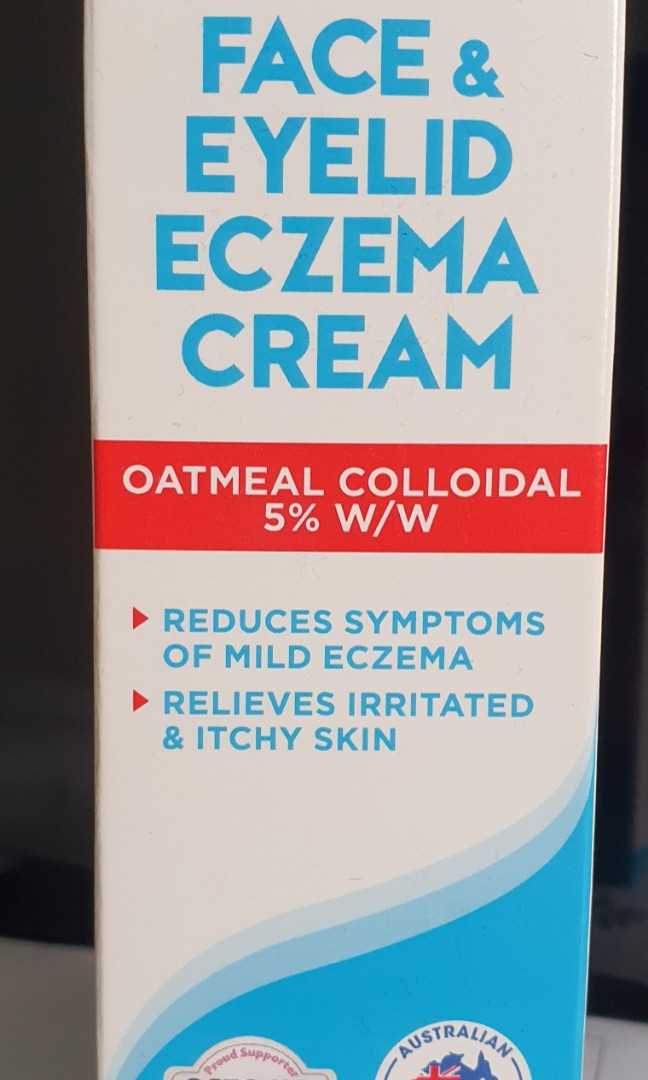 FACE &
EYELID
ECZEMA
CREAM
OATMEAL COLLOIDAL
5% W/W
REDUCES SYMPTOMS
OF MILD ECZEMA
RELIEVES IRRITATED
& ITCHY SKIN
Proud Supporter
AUSTRALIAN